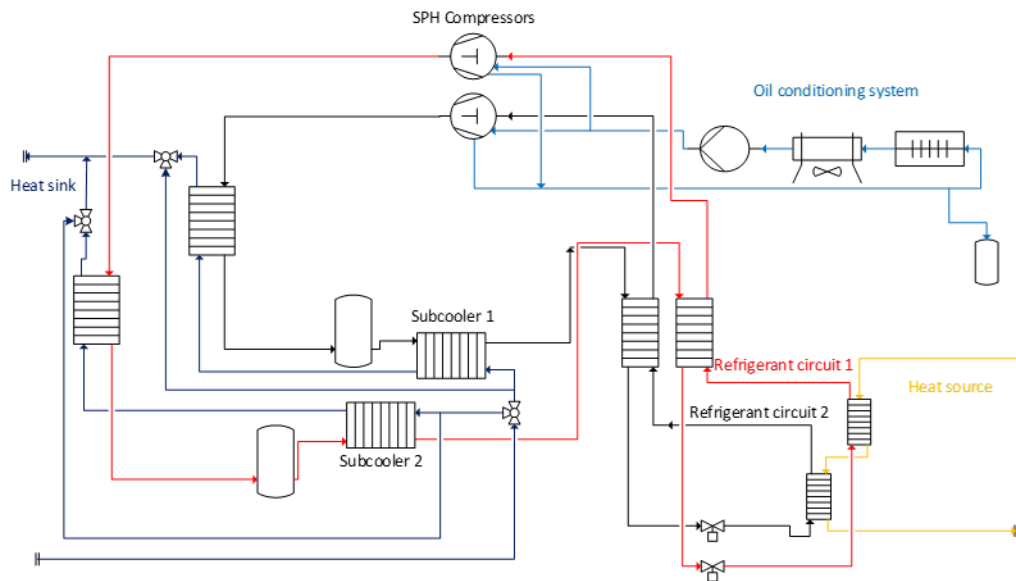 SPH Compressors
Oil conditioning system
Heat sink
Subcooler 1
Refrigerant circuit 1
Heat source
Refrigerant circuit 2
Subcooler 2